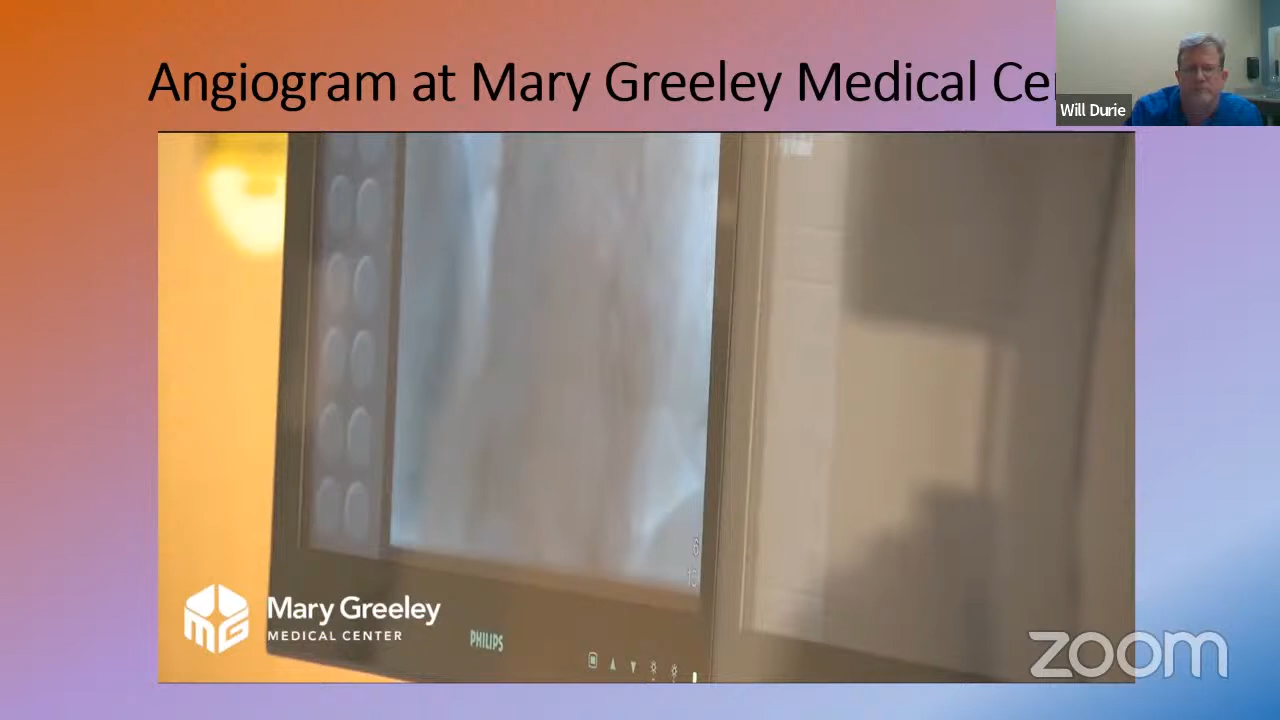 Angiogram at Mary Greeley Medical Ce
Will Durie
Mary Greeley
MEDICAL CENTER
PHILIPS
zoom